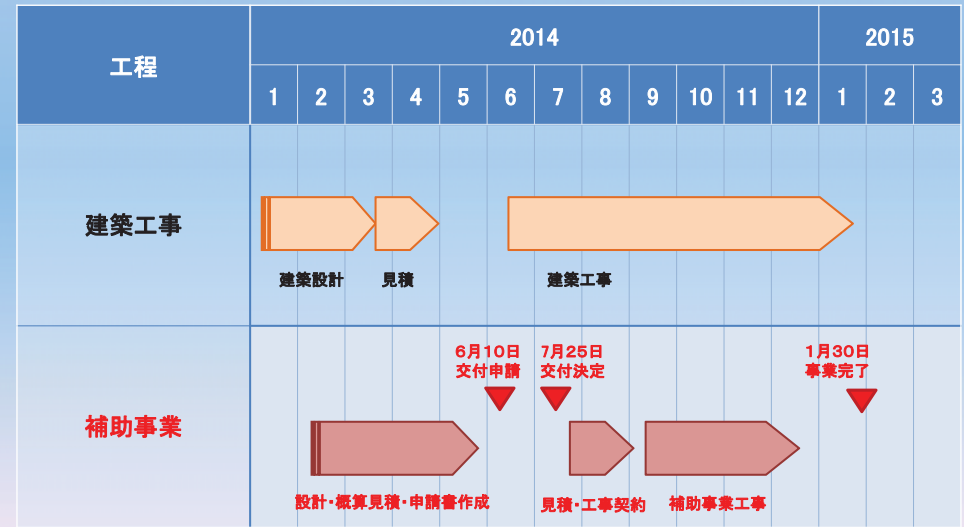 工程
2014
2015
1 2 3 4 5 6 7 8 9 10 11 12 1 2 3
建築工事
建築設計
見積
建築工事
補助事業
6月10日
交付申請
7月25日
交付決定
1月30日
事業完了
設計・概算見積・申請書作成
見積・工事契約
補助事業工事